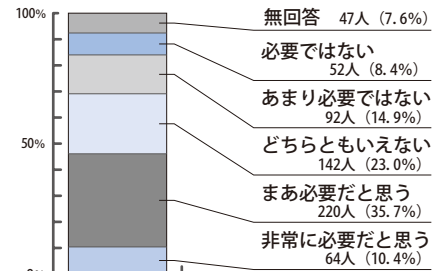 100%
無回答 47人（7.6%）
必要ではない
52人（8.4%）
あまり必要ではない
92人（14.9%）
50%
どちらともいえない
142人（23.0%）
まあ必要だと思う
220人（35.7%）
非常に必要だと思う
64人（10.4%）